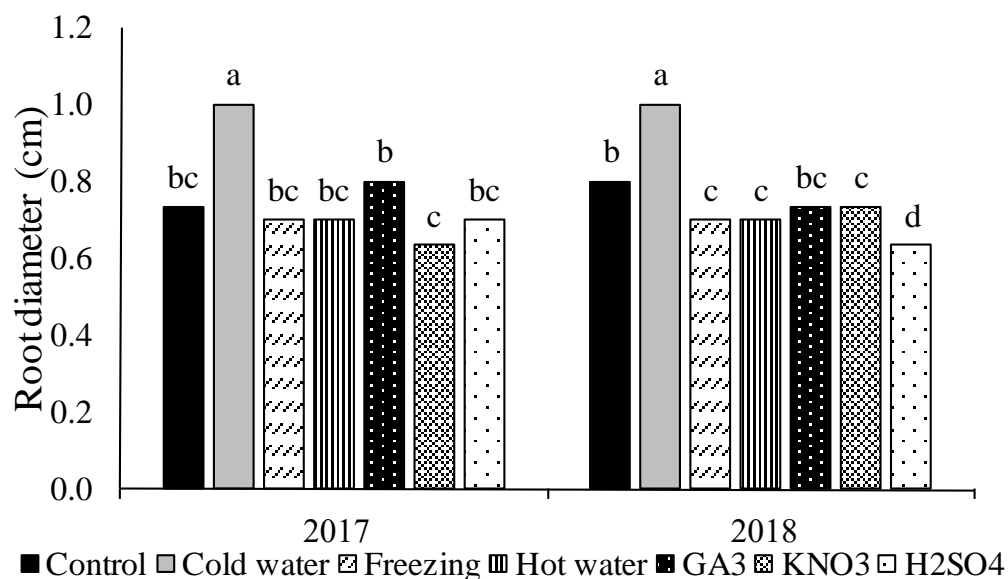 1.2
a
a
1.0
Root diameter (cm)
b
b
0.8
bc
bc
bc
bc
c
c
bc
c
c
d
0.6
0.4
0.2
0.0
2017
2018
Control Cold water Freezing Hot water GA3 KNO3 H2SO4